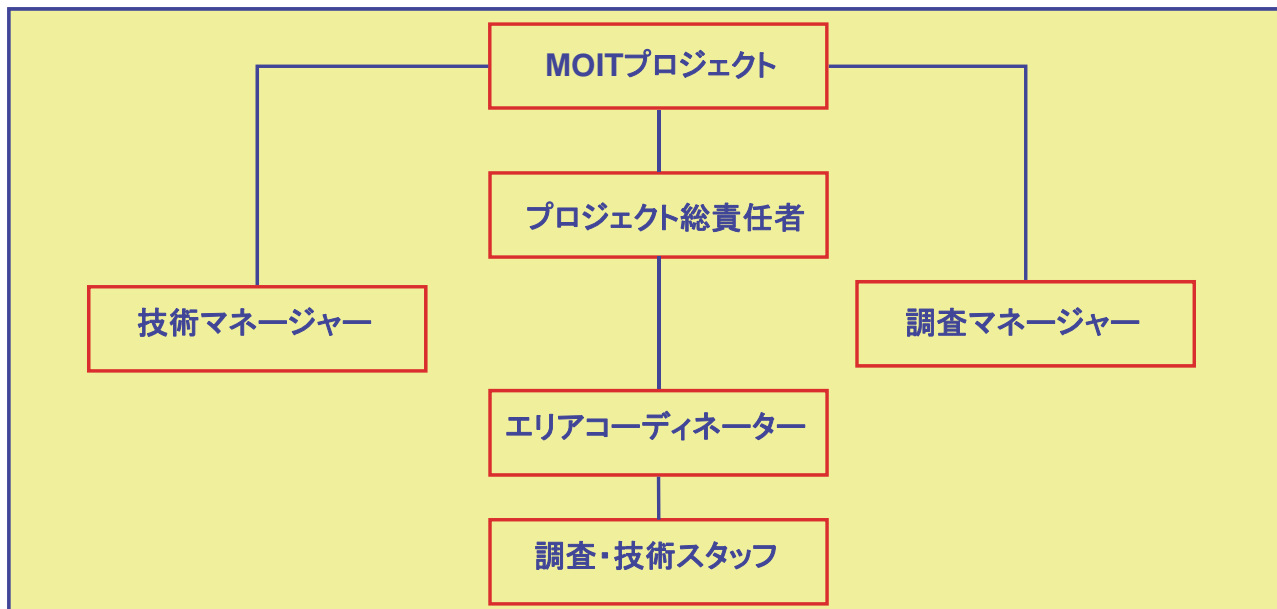 MOITプロジェクト
プロジェクト総責任者
技術マネージャー
調査マネージャー
エリアコーディネーター
調査・技術スタッフ